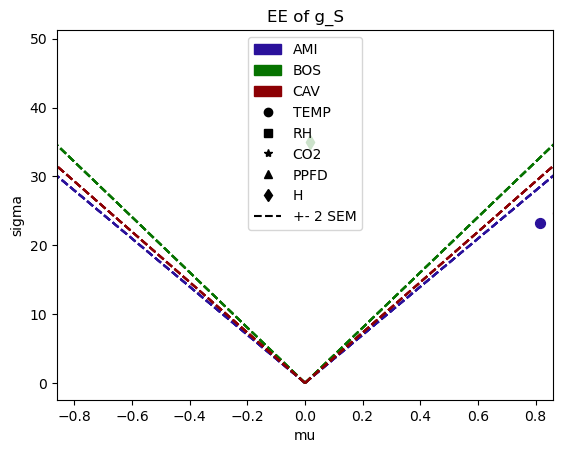 EE of g_S
50
40
30
20
10
0
sigma
AMI
BOS
CAV
TEMP
RH
CO2
PPFD
H
+- 2 SEM
−0.8
−0.6
−0.4
−0.2
0.0
0.2
0.4
0.6
0.8
mu